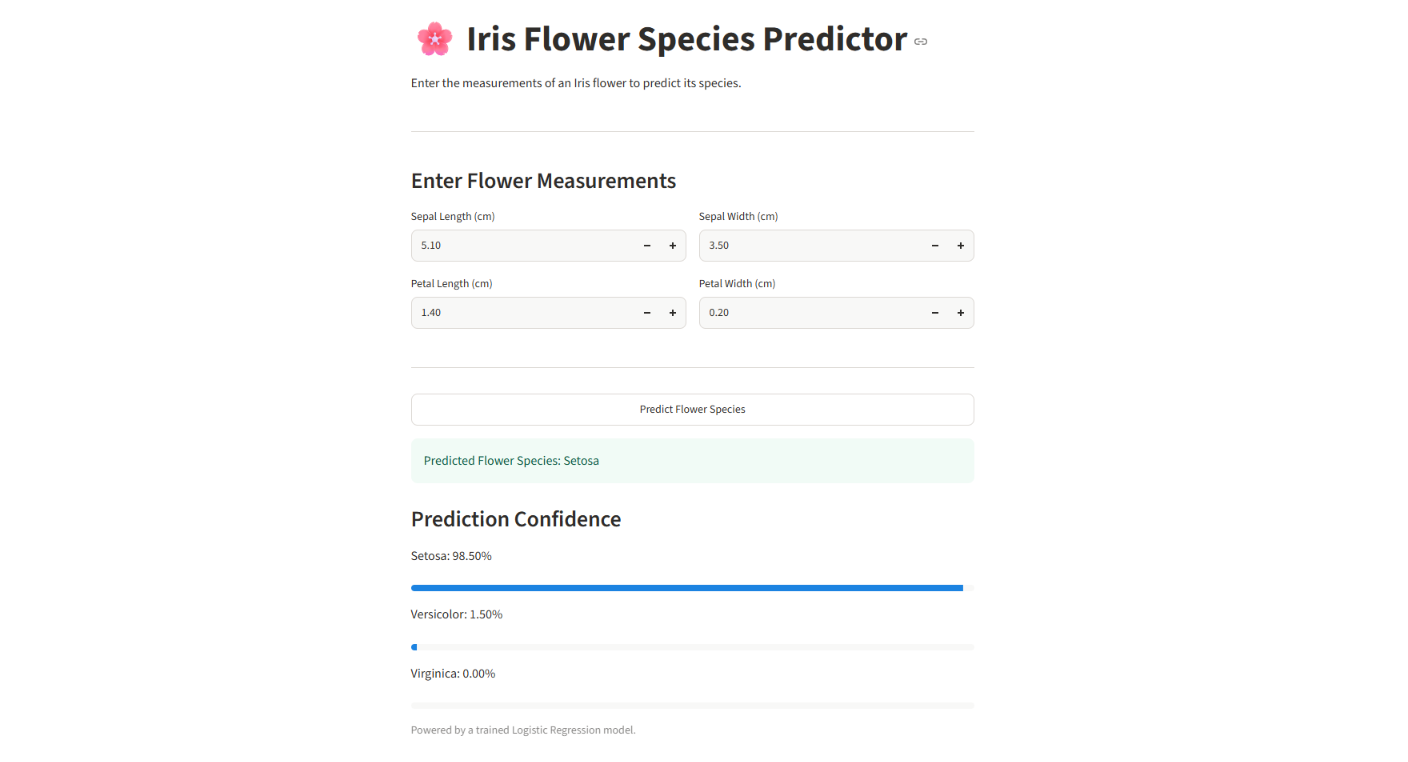 🌸 Iris Flower Species Predictor
Enter the measurements of an Iris flower to predict its species.
Enter Flower Measurements
Sepal Length (cm)
Sepal Width (cm)
5.10 − +
3.50 − +
Petal Length (cm)
Petal Width (cm)
1.40 − +
0.20 − +
Predict Flower Species
Predicted Flower Species: Setosa
Prediction Confidence
Setosa: 98.50%
Versicolor: 1.50%
Virginica: 0.00%
Powered by a trained Logistic Regression model.